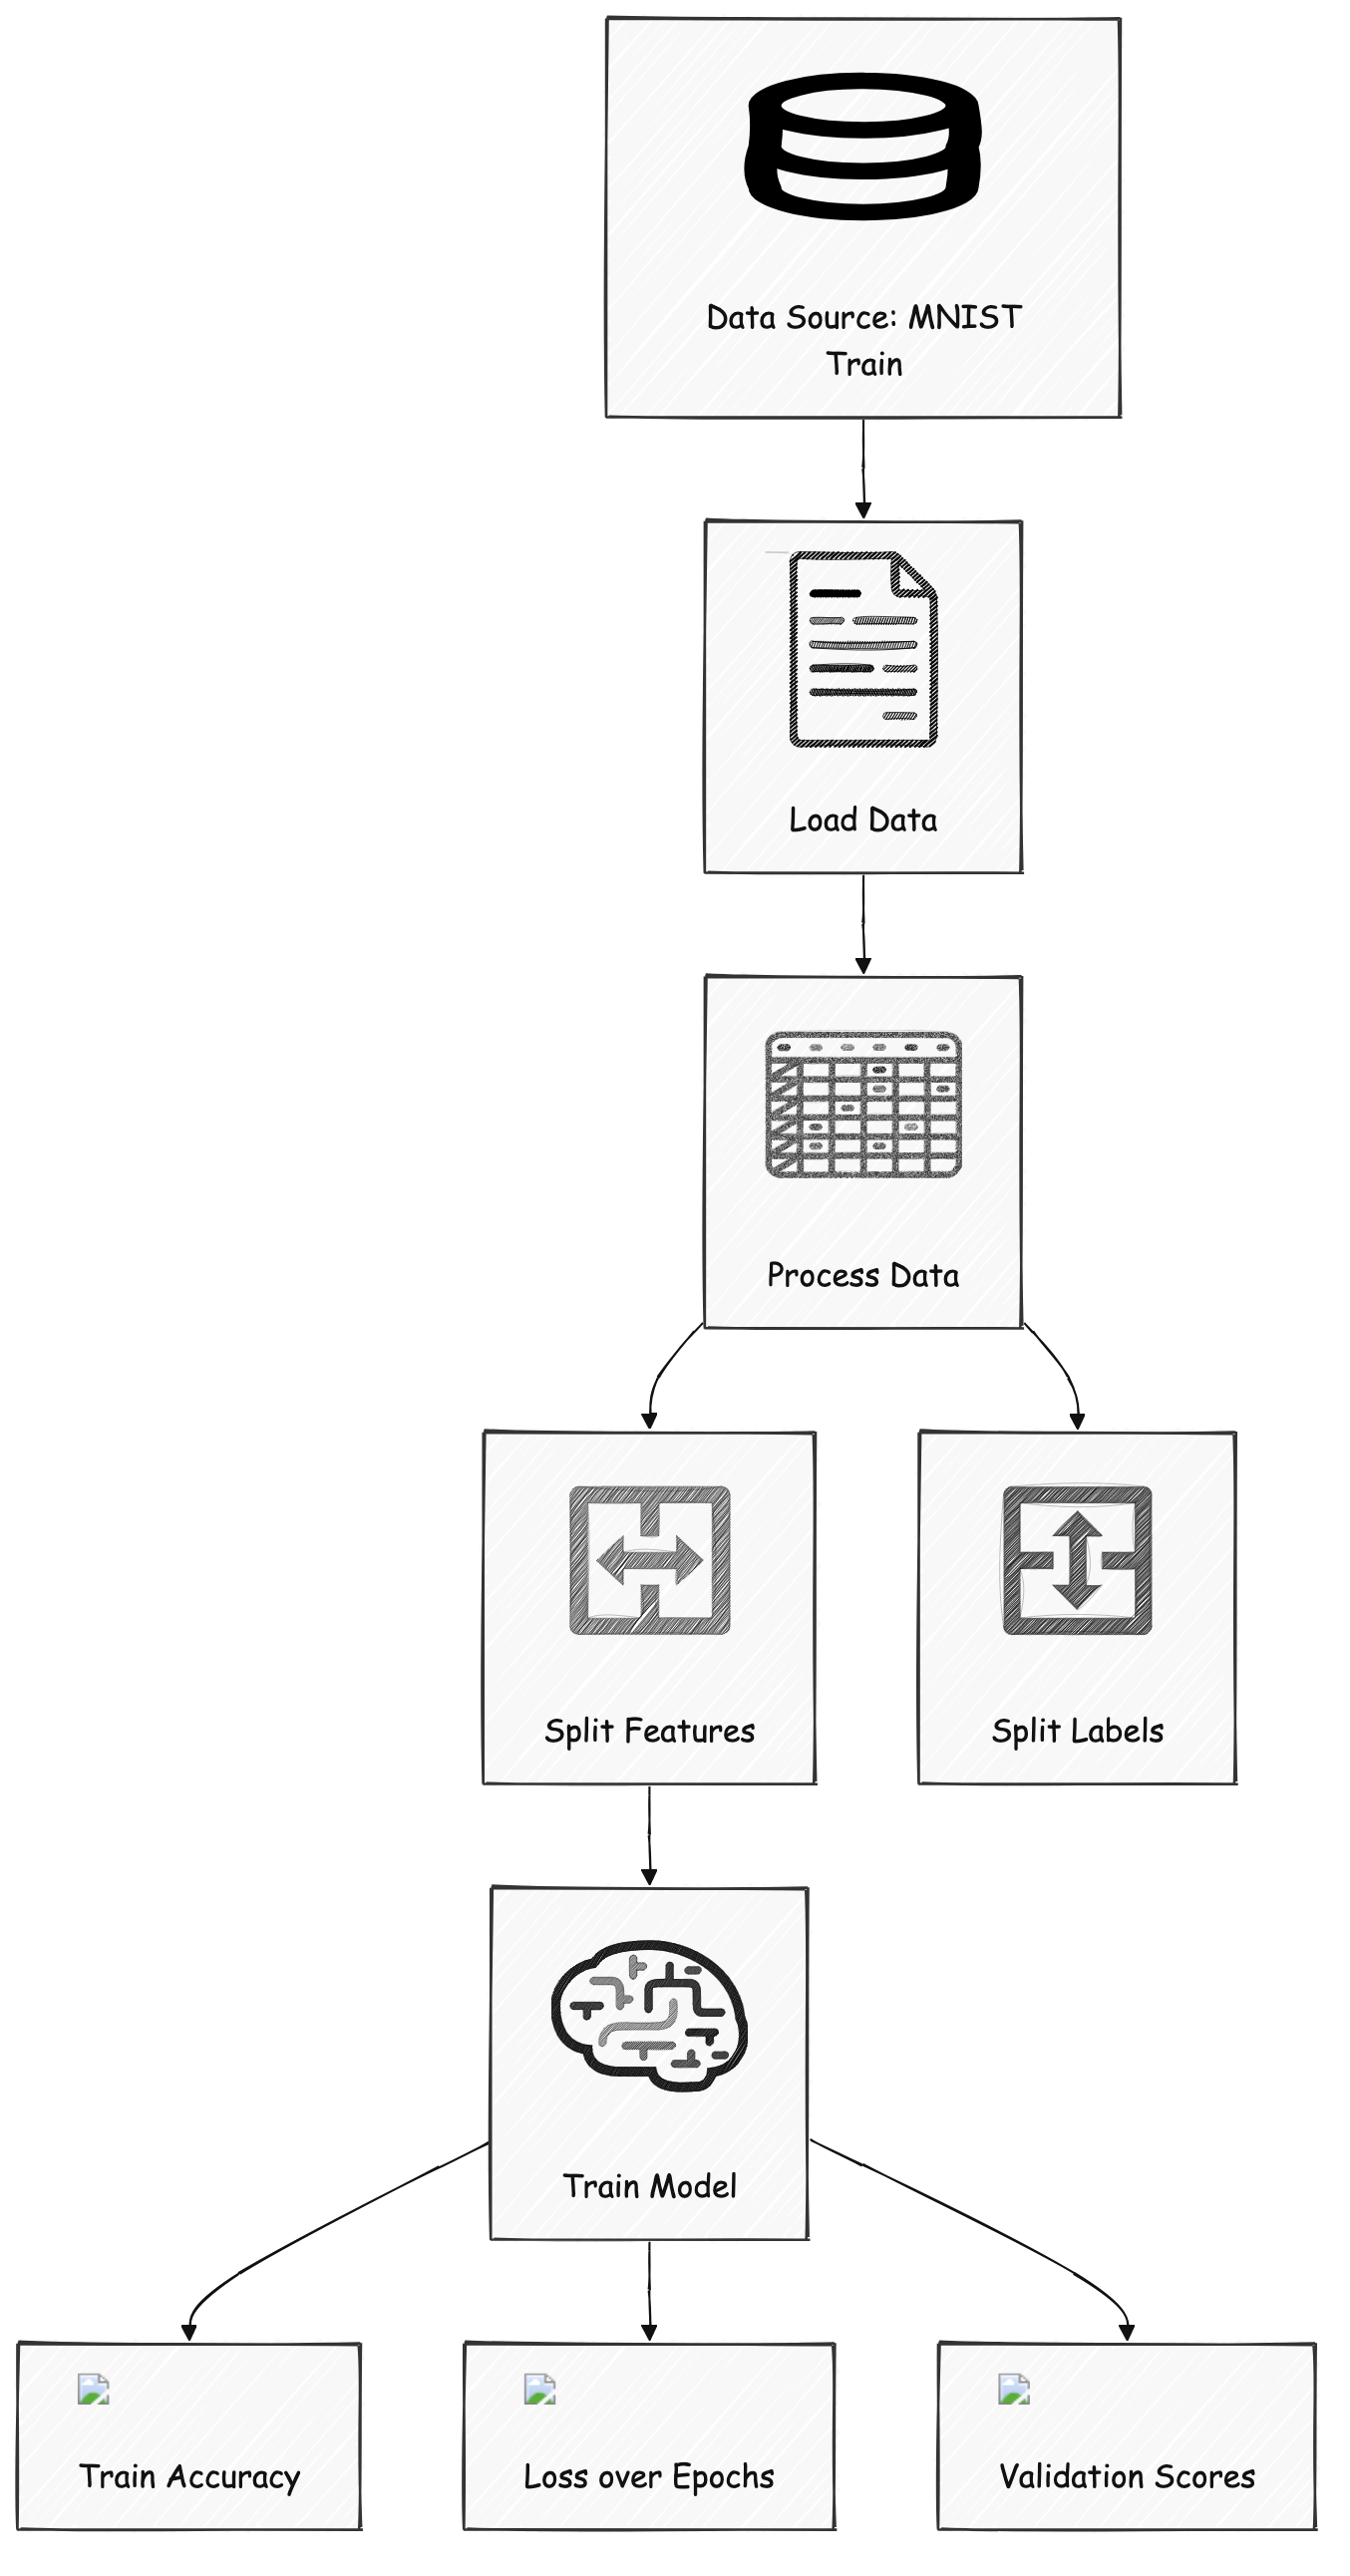 Data Source: MNIST
Train
Load Data
Process Data
Split Features
Split Labels
Train Model
Train Accuracy
Loss over Epochs
Validation Scores